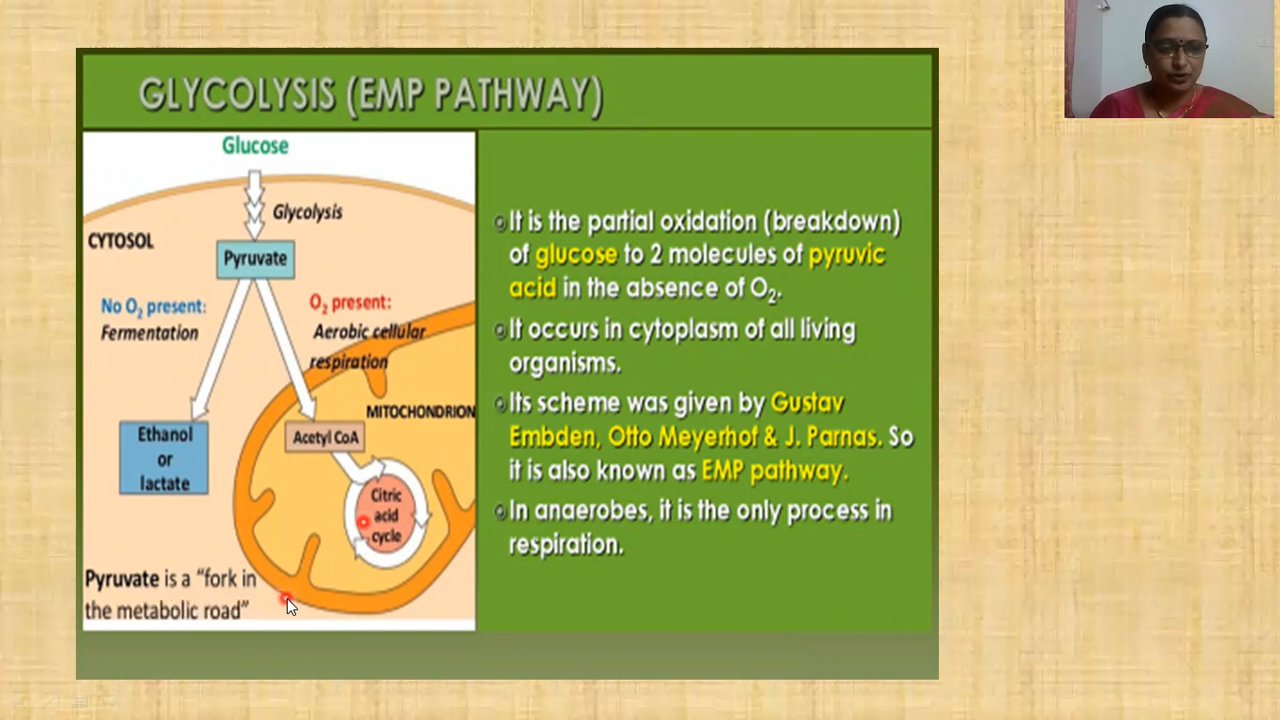 GLYCOLYSIS (EMP PATHWAY)
Glucose
Glycolysis
CYTOSOL
Pyruvate
No O₂ present:
Fermentation
O₂ present:
Aerobic cellular
respiration
MITOCHONDRION
Ethanol
or
lactate
Acetyl CoA
Citric
acid
cycle
Pyruvate is a “fork in
the metabolic road”
It is the partial oxidation (breakdown)
of glucose to 2 molecules of pyruvic
acid in the absence of O₂.
It occurs in cytoplasm of all living
organisms.
Its scheme was given by Gustav
Embden, Otto Meyerhof & J. Parnas. So
it is also known as EMP pathway.
In anaerobes, it is the only process in
respiration.